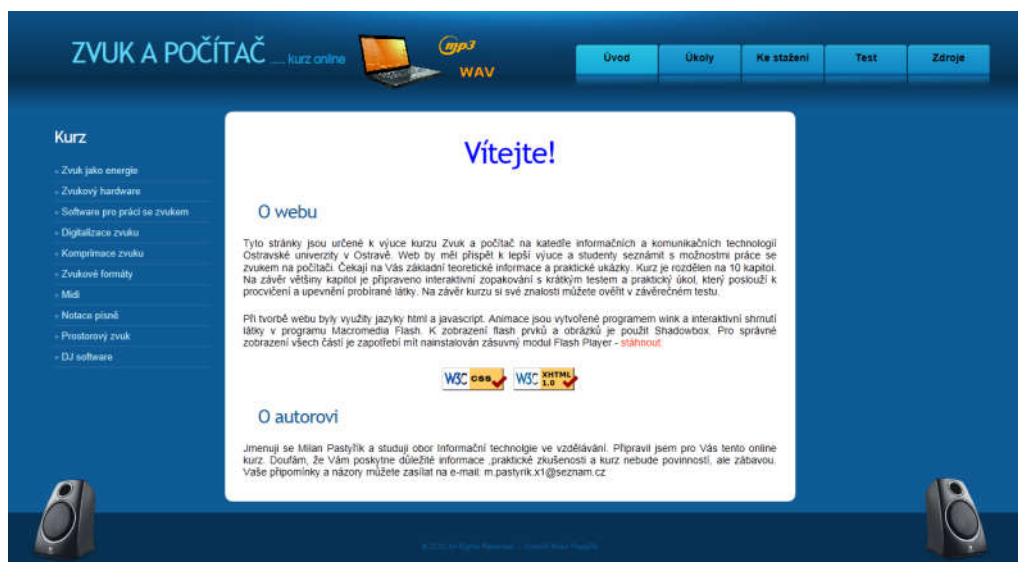 ZVUK A POČÍTAČ .... kurz online
mp3
WAV
Úvod
Úkoly
Ke stažení
Test
Zdroje
Kurz
Zvuk jako energie
Zvukový hardware
Software pro práci se zvukem
Digitalizace zvuku
Komprimace zvuku
Zvukové formáty
Midi
Notace písně
Prostorový zvuk
DJ software
Vítejte!
O webu
Tyto stránky jsou určené k výuce kurzu Zvuk a počítač na katedře informačních a komunikačních technologií
Ostravské univerzity v Ostravě. Web by měl přispět k lepší výuce a studenty seznámit s možnostmi práce se
zvukem na počítači. Čekají na Vás základní teoretické informace a praktické ukázky. Kurz je rozdělen na 10 kapitol.
Na závěr většiny kapitol je připraveno interaktivní zopakování s krátkým testem a praktický úkol, který poslouží k
procvičení a upevnění probírané látky. Na závěr kurzu si své znalosti můžete ověřit v závěrečném testu.
Při tvorbě webu byly využity jazyky html a javascript. Animace jsou vytvořené programem wink a interaktivní shrnutí
látky v programu Macromedia Flash. K zobrazení flash prvků a obrázků je použit Shadowbox. Pro správné
zobrazení všech částí je zapotřebí mít nainstalován zásuvný modul Flash Player - stáhnout
W3C css
W3C XHTML 1.0
O autorovi
Jmenuji se Milan Pastyřík a studuji obor Informační technolgie ve vzdělávání. Připravil jsem pro Vás tento online
kurz. Doufám, že Vám poskytne důležité informace ,praktické zkušenosti a kurz nebude povinností, ale zábavou.
Vaše připomínky a názory můžete zasílat na e-mail: m.pastyrik.x1@seznam.cz